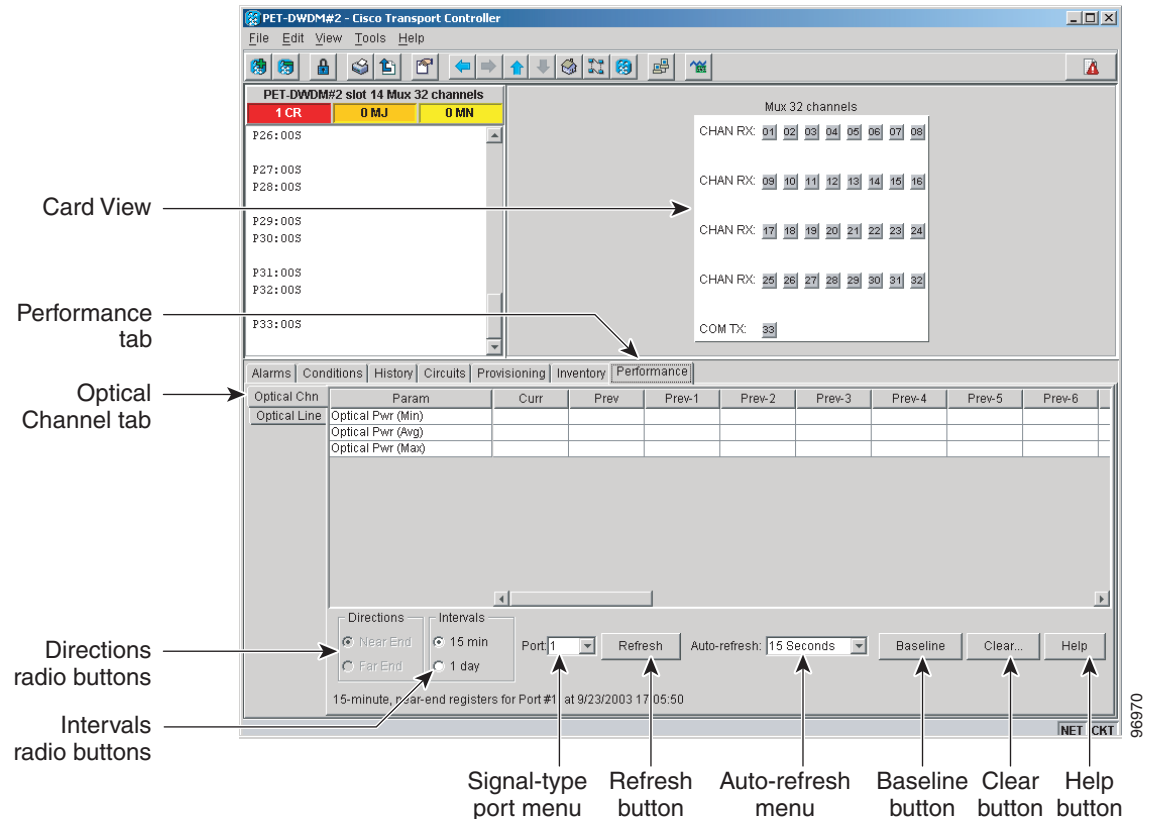 PET-DWDM#2 - Cisco Transport Controller
File Edit View Tools Help
PET-DWDM#2 slot 14 Mux 32 channels
1 CR 0 MJ 0 MN
P26:OOS
P27:OOS
P28:OOS
P29:OOS
P30:OOS
P31:OOS
P32:OOS
P33:OOS
Mux 32 channels
CHAN RX: 01 02 03 04 05 06 07 08
CHAN RX: 09 10 11 12 13 14 15 16
CHAN RX: 17 18 19 20 21 22 23 24
CHAN RX: 25 26 27 28 29 30 31 32
COM TX: 33
Card View
Performance
tab
Optical
Channel tab
Alarms Conditions History Circuits Provisioning Inventory Performance
Optical Chn
Optical Line
Param Curr Prev Prev-1 Prev-2 Prev-3 Prev-4 Prev-5 Prev-6
Optical Pwr (Min)
Optical Pwr (Avg)
Optical Pwr (Max)
Directions
Near End
Far End
Intervals
15 min
1 day
Port: 1 Refresh Auto-refresh: 15 Seconds Baseline Clear... Help
15-minute, near-end registers for Port #1 at 9/23/2003 17:05:50
NET CKT
Directions
radio buttons
Intervals
radio buttons
Signal-type
port menu
Refresh
button
Auto-refresh
menu
Baseline
button
Clear
button
Help
button
96970